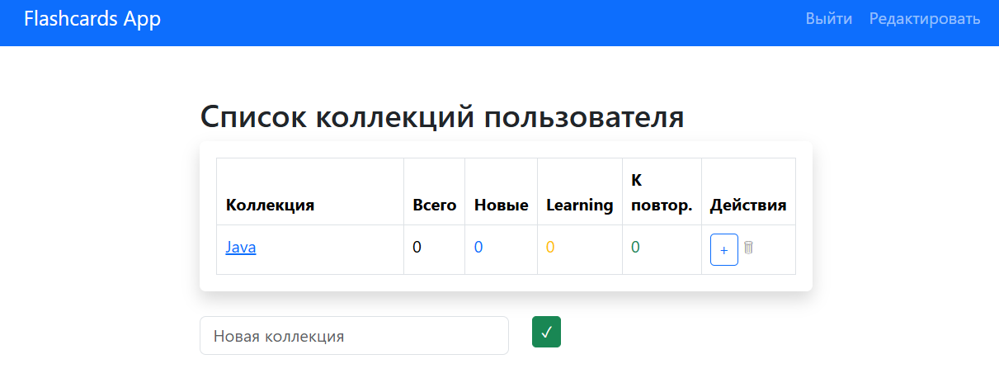 Flashcards App Выйти Редактировать
Список коллекций пользователя
К
Коллекция Всего Новые Learning повтор. Действия
Java 0 0 0 0 +
Новая коллекция ✓